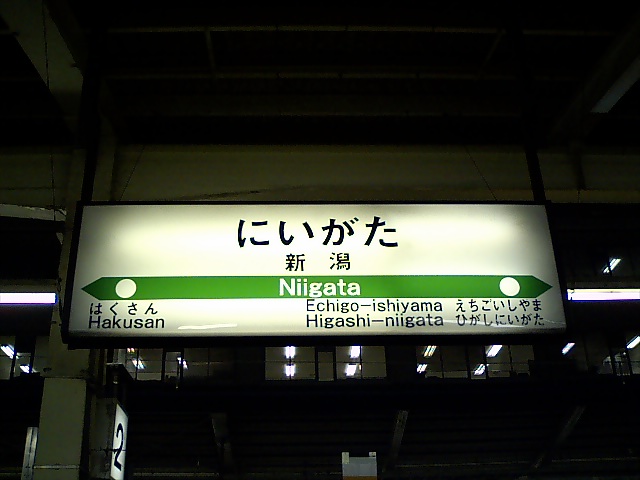 にいがた
新潟
Niigata
はくさん
Hakusan
Echigo-ishiyama えちごいしやま
Higashi-niigata ひがしにいがた
2